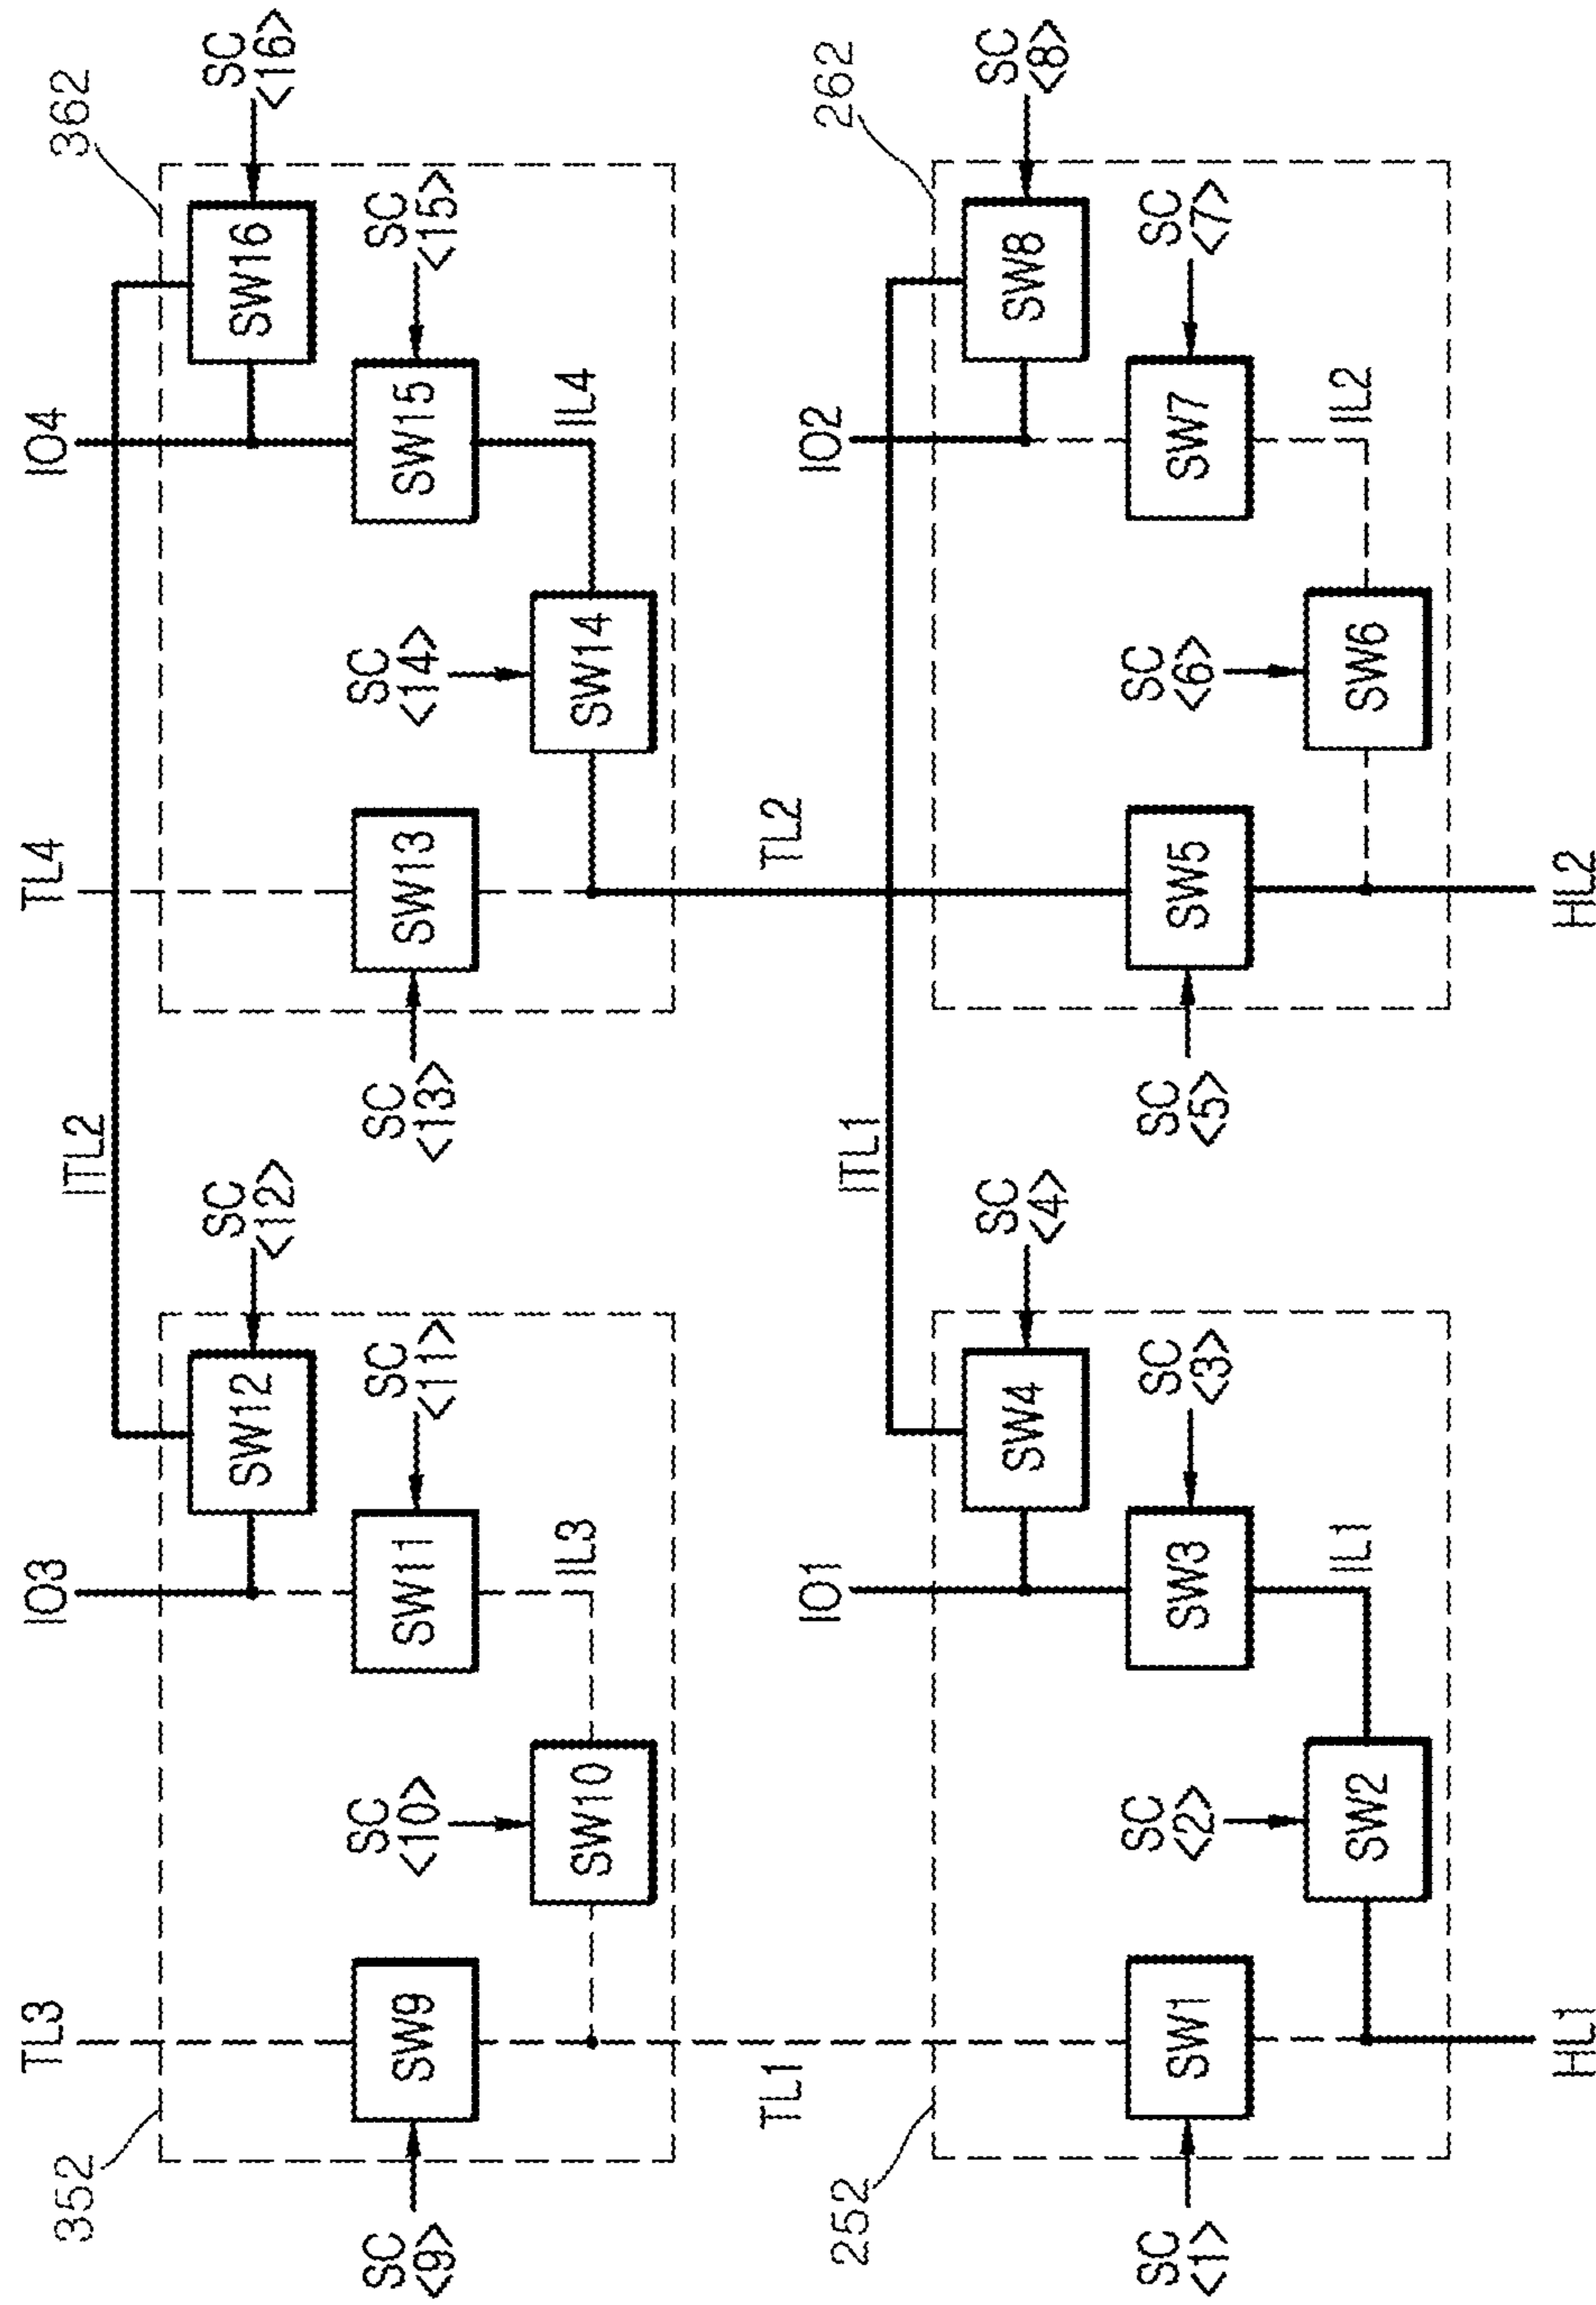 362
SC
<16>
IO4
SW16
SC
<15>
SW15
IL4
SC
<14>
SW14
TL4
SW13
SC
<13>
ITL2
SC
<12>
352
IO3
SW12
SC
<11>
SW11
IL3
SC
<10>
SW10
TL3
SW9
SC
<9>
TL2
TL1
262
SC
<8>
IO2
SW8
SC
<7>
SW7
IL2
SC
<6>
SW6
SW5
SC
<5>
HL2
ITL1
SC
<4>
252
IO1
SW4
SC
<3>
SW3
IL1
SC
<2>
SW2
SW1
SC
<1>
HL1